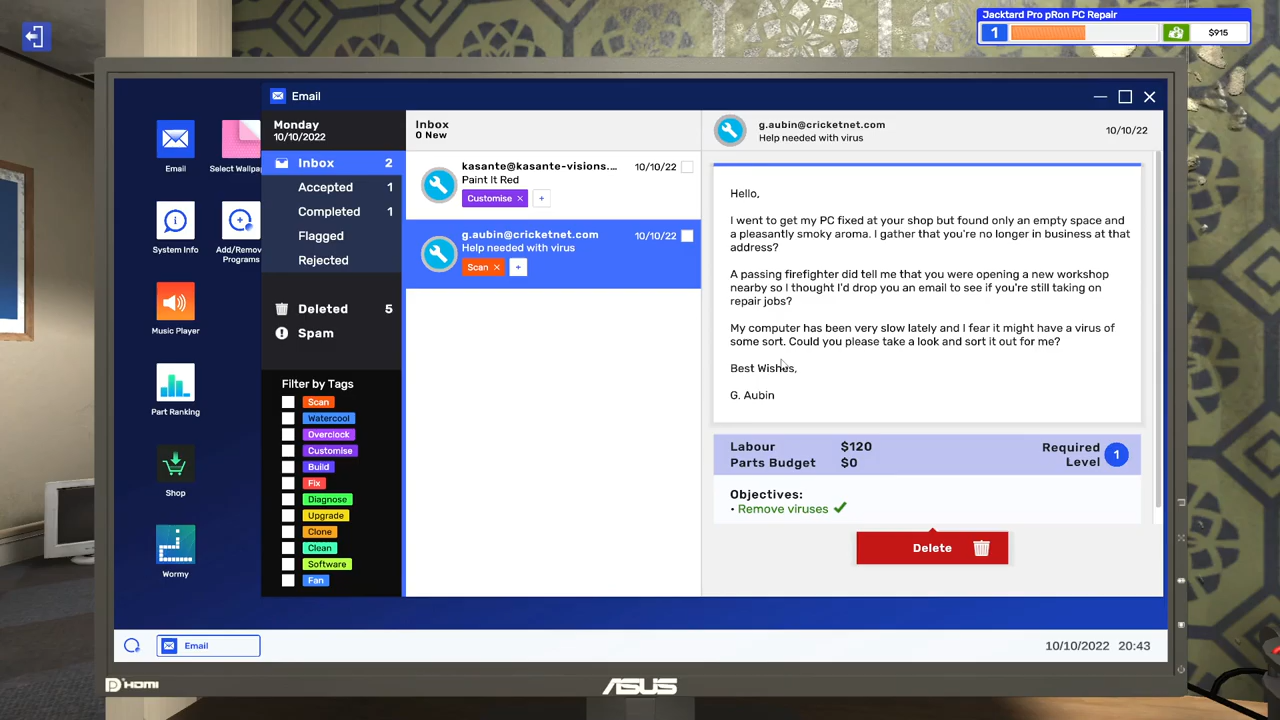 Jacktard Pro pRon PC Repair
1
$915
Email
Select Wallpa
System Info
Add/Remov
Programs
Music Player
Part Ranking
Shop
Wormy
Email
Monday
10/10/2022
Inbox 2
Accepted 1
Completed 1
Flagged
Rejected
Deleted 5
Spam
Filter by Tags
Scan
Watercool
Overclock
Customise
Build
Fix
Diagnose
Upgrade
Clone
Clean
Software
Fan
Inbox
0 New
kasante@kasante-visions.... 10/10/22
Paint It Red
Customise × +
g.aubin@cricketnet.com 10/10/22
Help needed with virus
Scan × +
g.aubin@cricketnet.com
Help needed with virus
10/10/22
Hello,
I went to get my PC fixed at your shop but found only an empty space and
a pleasantly smoky aroma. I gather that you're no longer in business at that
address?
A passing firefighter did tell me that you were opening a new workshop
nearby so I thought I'd drop you an email to see if you're still taking on
repair jobs?
My computer has been very slow lately and I fear it might have a virus of
some sort. Could you please take a look and sort it out for me?
Best Wishes,
G. Aubin
Labour $120
Parts Budget $0
Required
Level 1
Objectives:
• Remove viruses
Delete
Email
10/10/2022 20:43
HDMI
ASUS